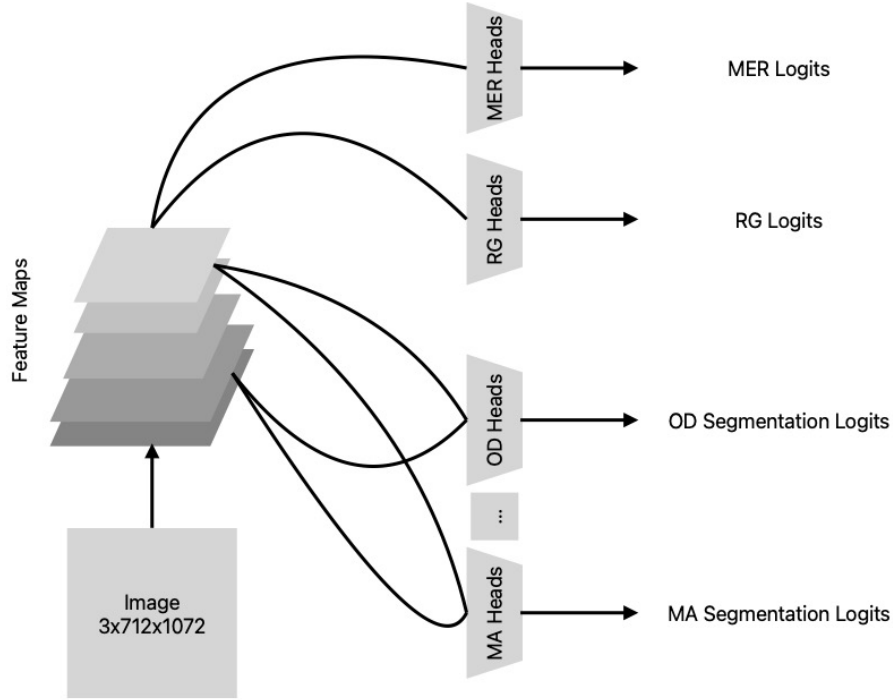 MER Heads
MER Logits
RG Heads
RG Logits
Feature Maps
OD Heads
OD Segmentation Logits
...
Image
3x712x1072
MA Heads
MA Segmentation Logits